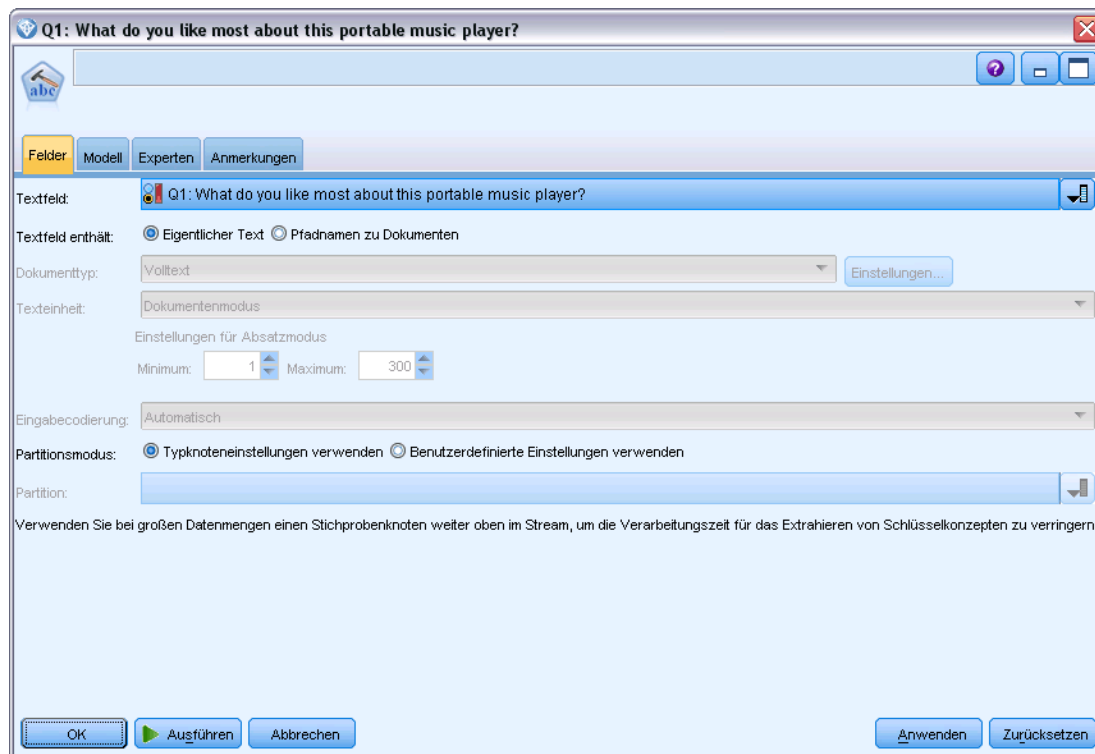 Q1: What do you like most about this portable music player?
abc
Felder Modell Experten Anmerkungen
Textfeld: Q1: What do you like most about this portable music player?
Textfeld enthält: Eigentlicher Text Pfadnamen zu Dokumenten
Dokumenttyp: Volltext Einstellungen...
Texteinheit: Dokumentenmodus
Einstellungen für Absatzmodus
Minimum: 1 Maximum: 300
Eingabecodierung: Automatisch
Partitionsmodus: Typknoteneinstellungen verwenden Benutzerdefinierte Einstellungen verwenden
Partition:
Verwenden Sie bei großen Datenmengen einen Stichprobenknoten weiter oben im Stream, um die Verarbeitungszeit für das Extrahieren von Schlüsselkonzepten zu verringern
OK Ausführen Abbrechen Anwenden Zurücksetzen